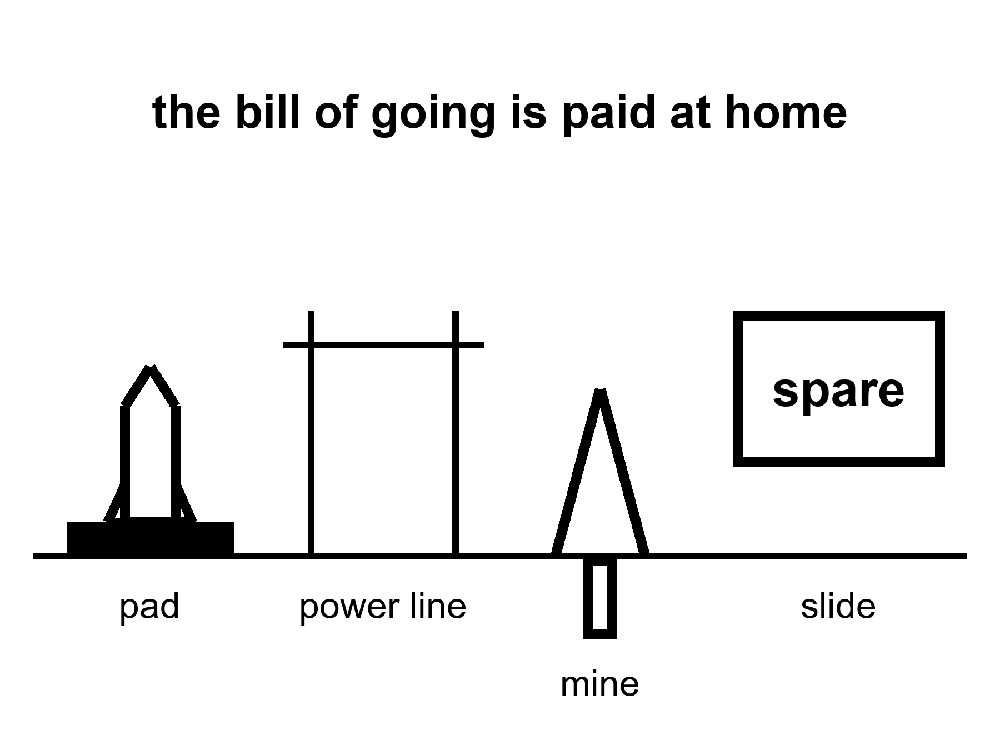 the bill of going is paid at home
spare
pad
power line
slide
mine